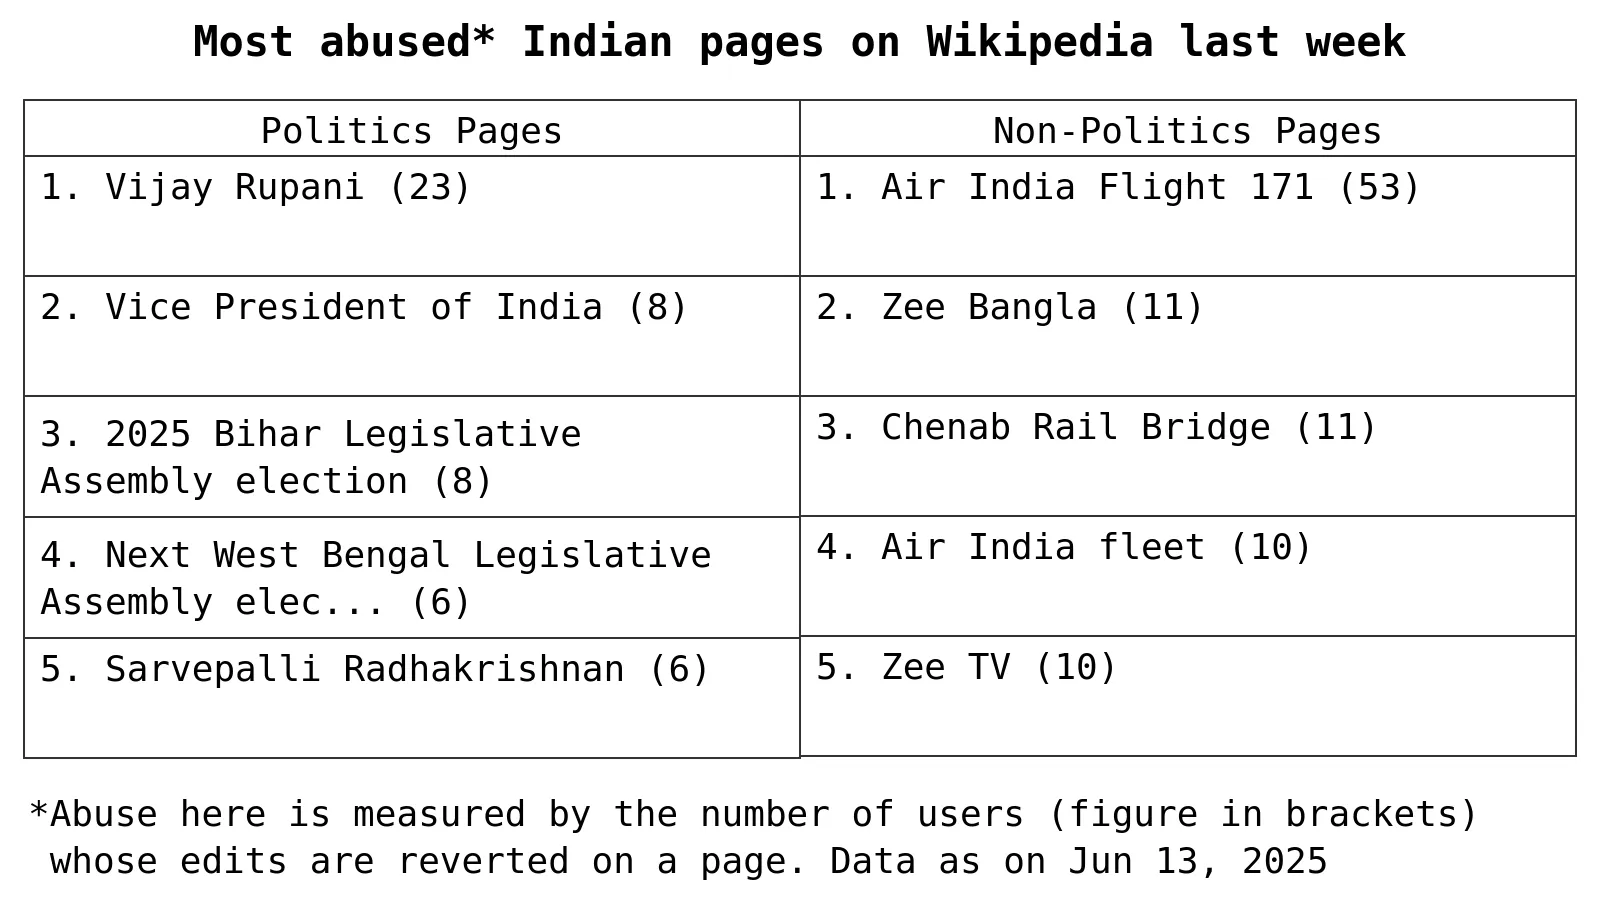 Most abused* Indian pages on Wikipedia last week
Politics Pages
Non-Politics Pages
1. Vijay Rupani (23)
1. Air India Flight 171 (53)
2. Vice President of India (8)
2. Zee Bangla (11)
3. 2025 Bihar Legislative
Assembly election (8)
3. Chenab Rail Bridge (11)
4. Next West Bengal Legislative
Assembly elec... (6)
4. Air India fleet (10)
5. Sarvepalli Radhakrishnan (6)
5. Zee TV (10)
*Abuse here is measured by the number of users (figure in brackets)
whose edits are reverted on a page. Data as on Jun 13, 2025